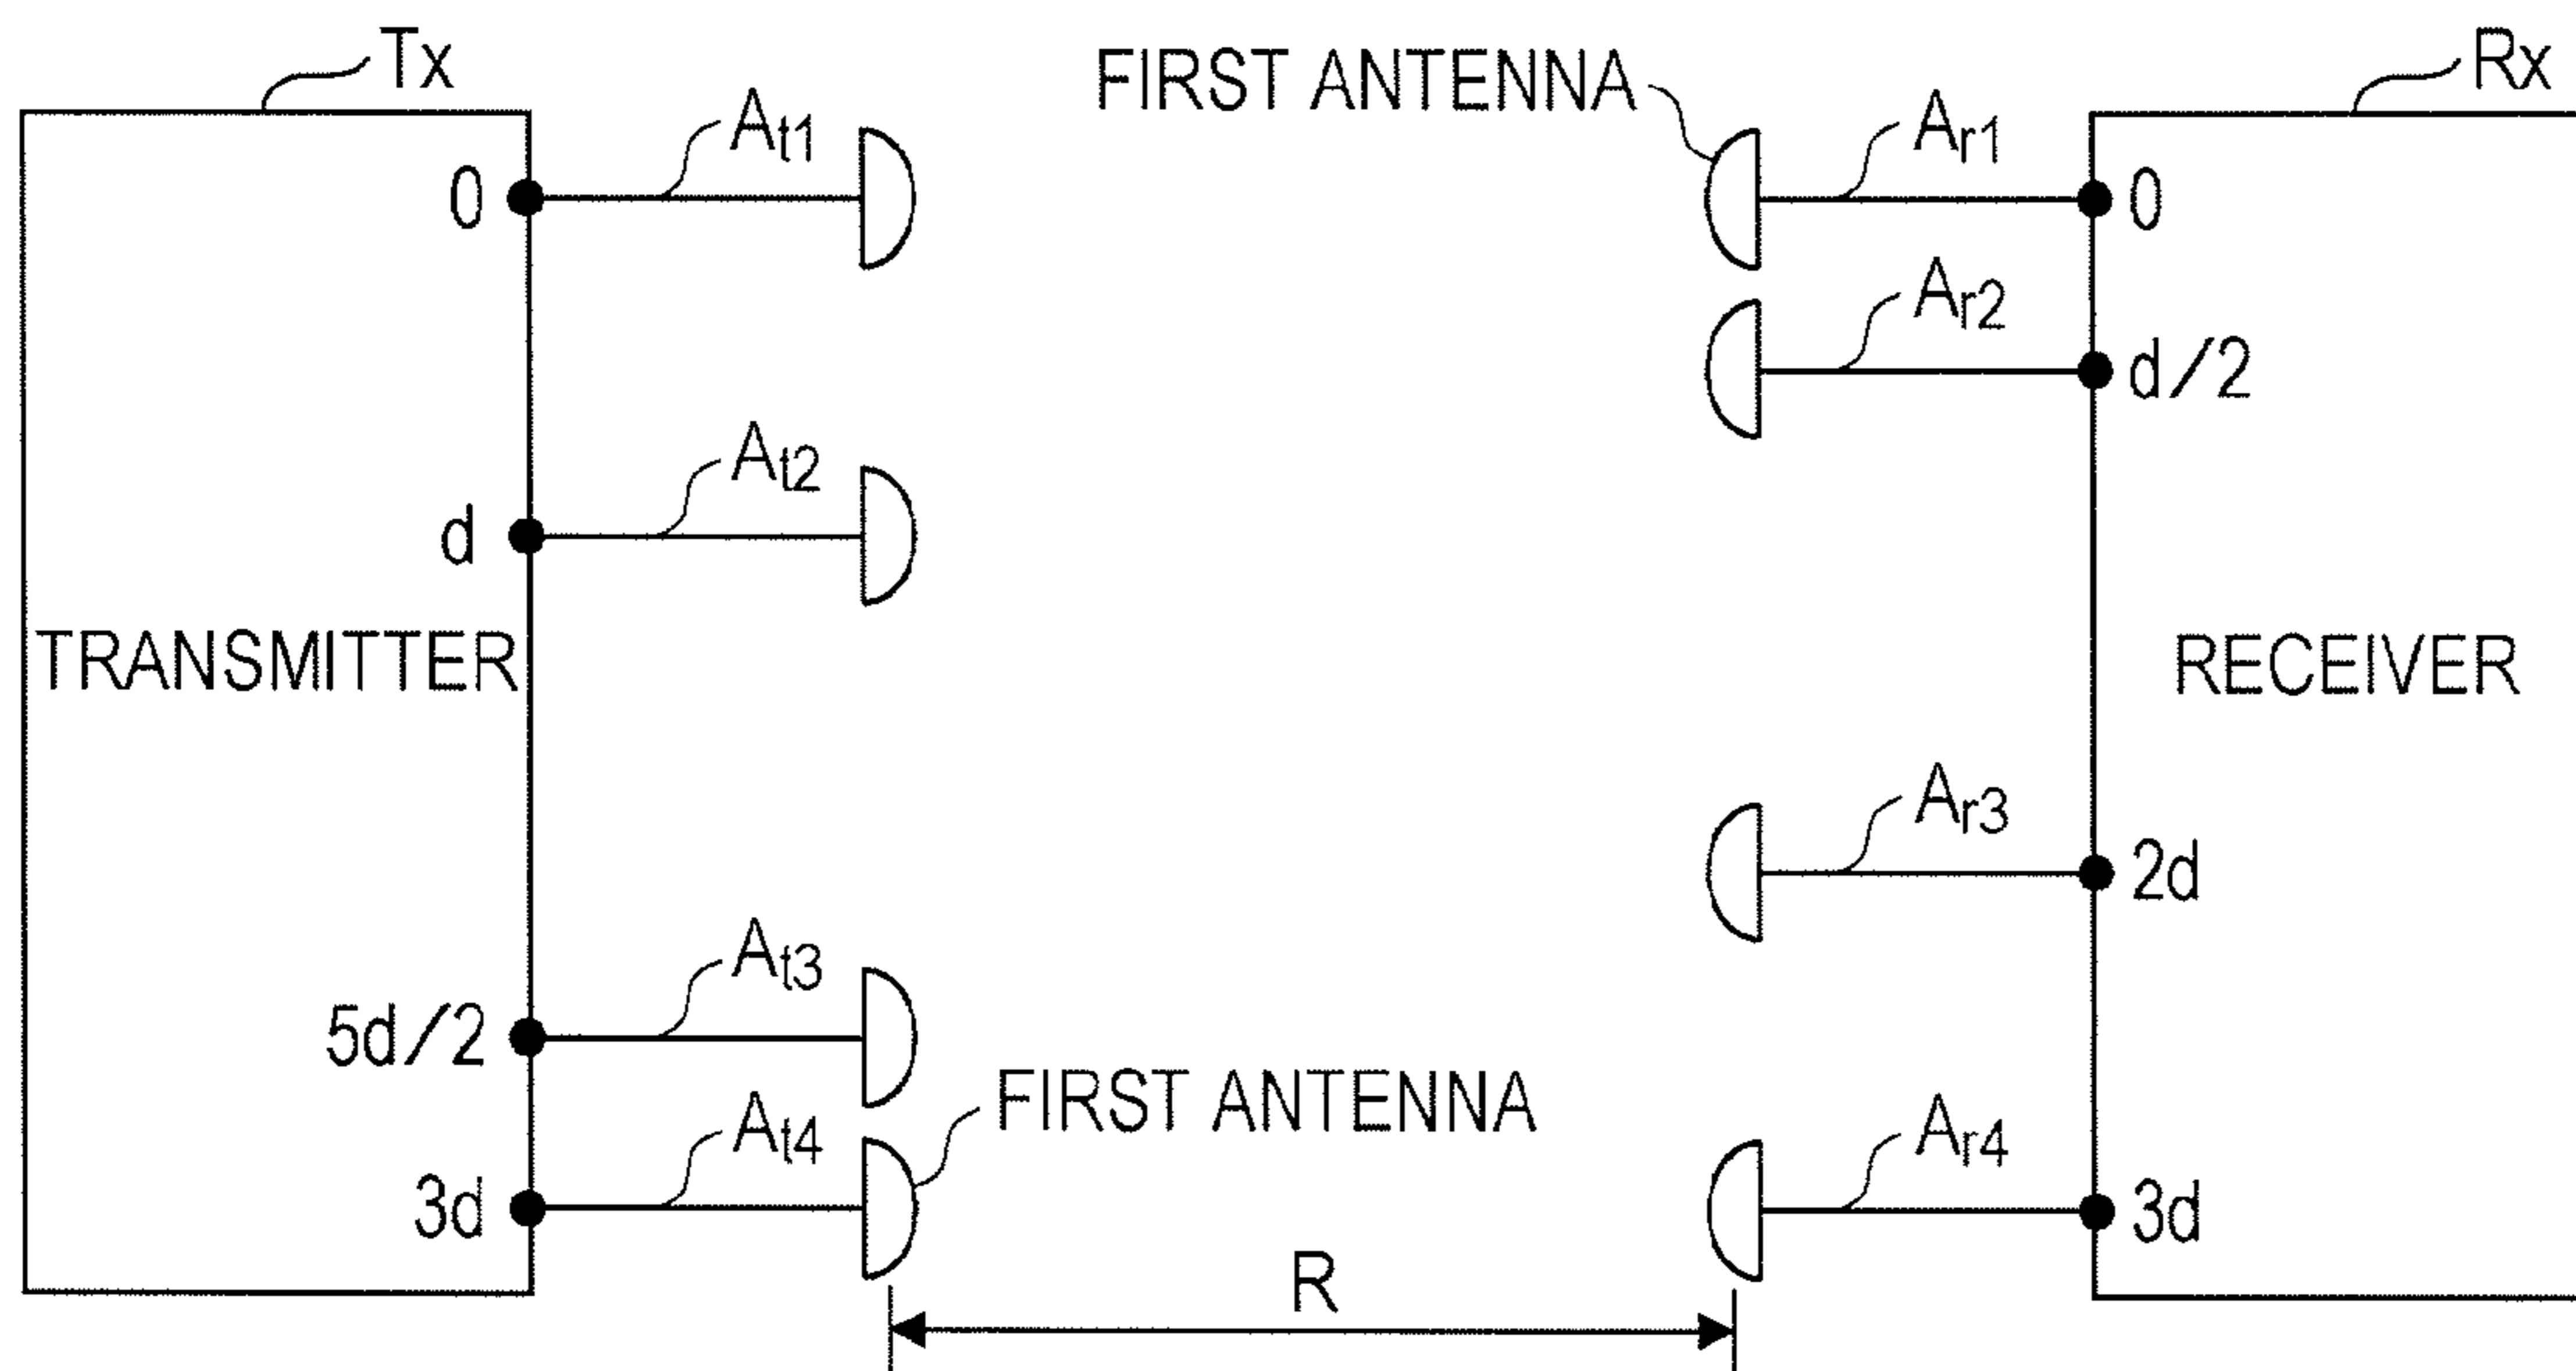 Tx
FIRST ANTENNA
Rx
At1
Ar1
0
0
Ar2
d/2
At2
d
TRANSMITTER
RECEIVER
Ar3
2d
At3
5d/2
FIRST ANTENNA
At4
Ar4
3d
3d
R